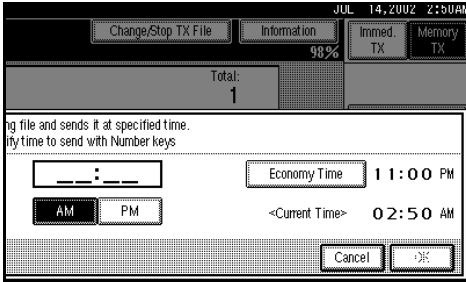 JUL 14,2002 2:50AM
Change/Stop TX File Information Immed. TX Memory TX
98%
Total:
1
ng file and sends it at specified time.
ify time to send with Number keys
__:__ Economy Time 11:00 PM
AM PM <Current Time> 02:50 AM
Cancel OK